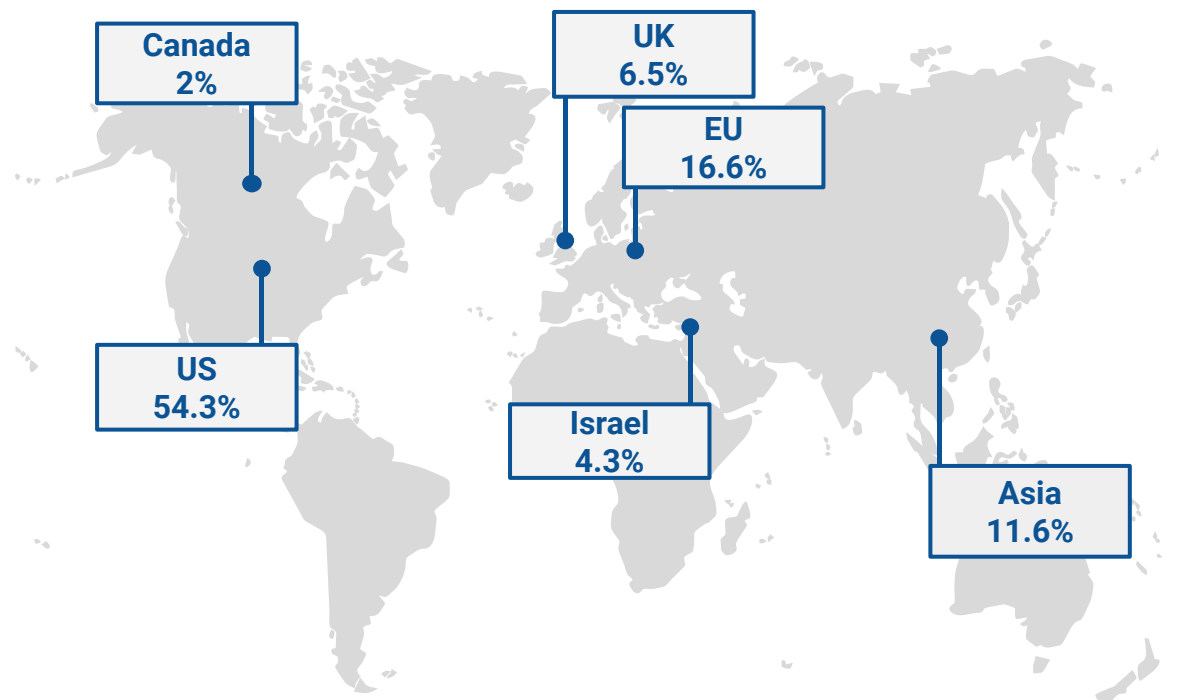 Canada
2%
UK
6.5%
EU
16.6%
US
54.3%
Israel
4.3%
Asia
11.6%